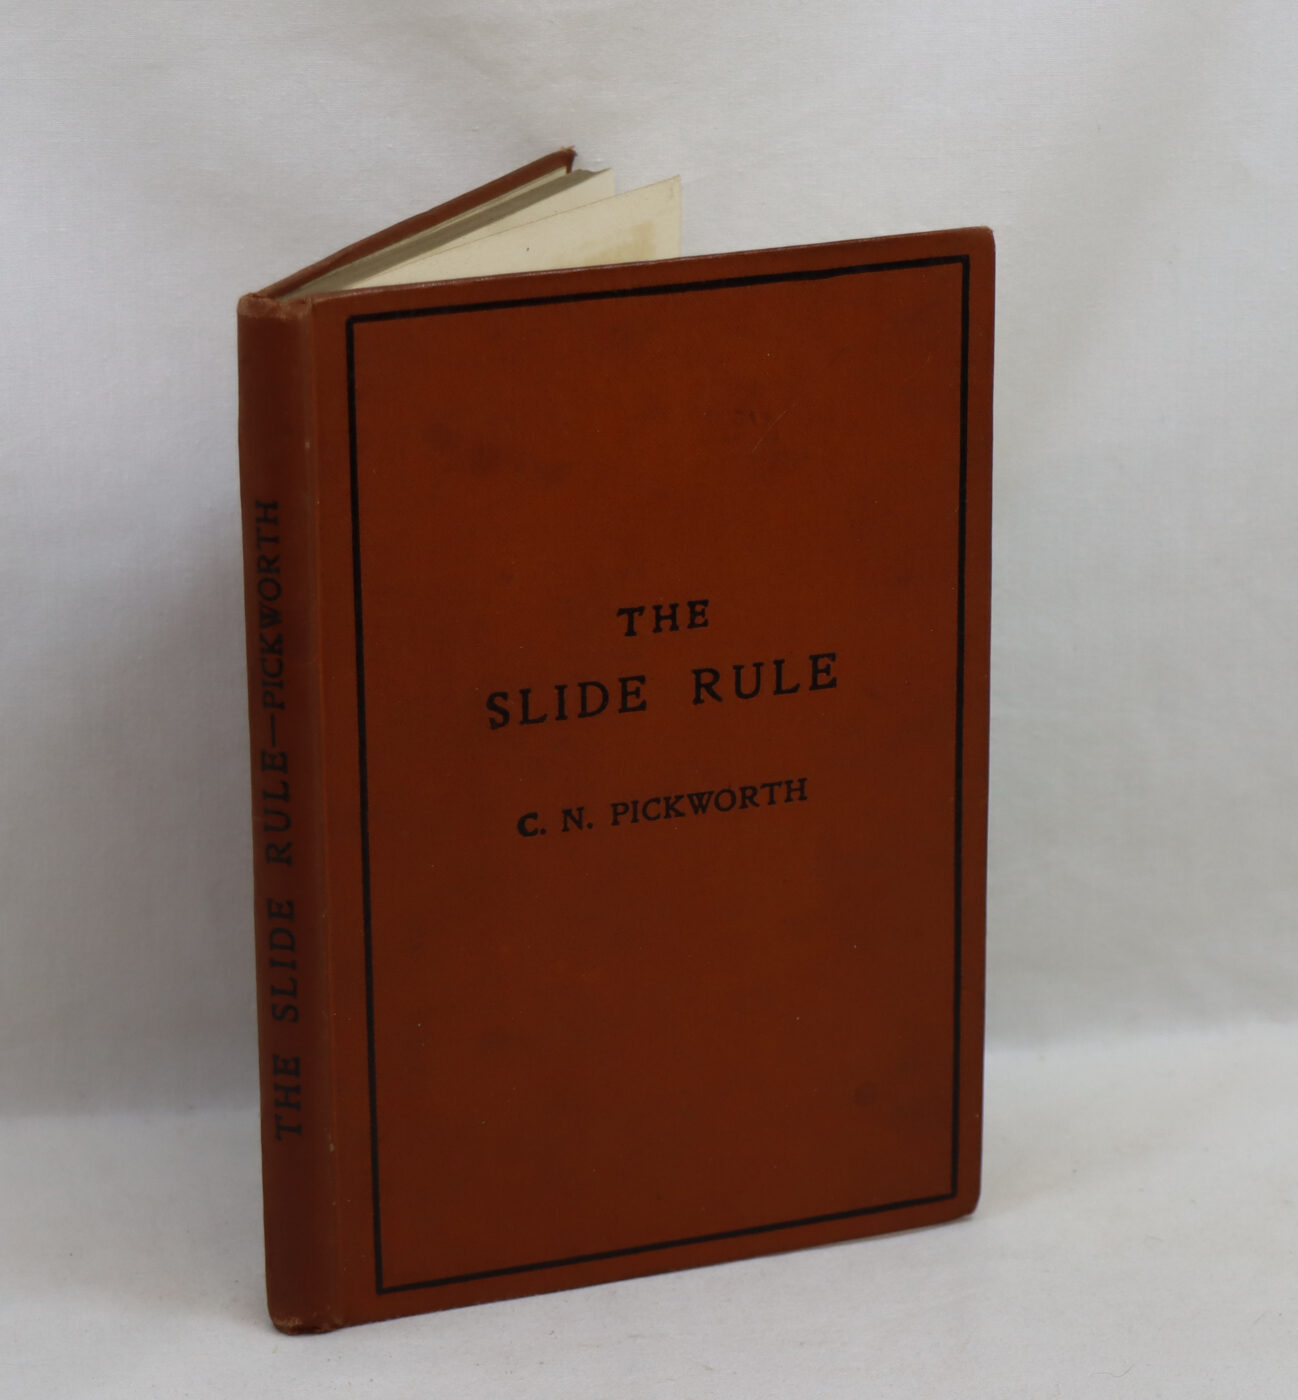 THE SLIDE RULE—PICKWORTH
THE
SLIDE RULE
C. N. PICKWORTH